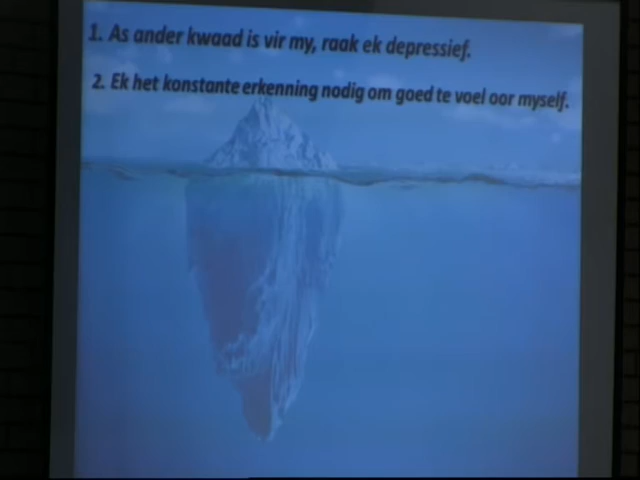 1. As ander kwaad is vir my, raak ek depressief.
2. Ek het konstante erkenning nodig om goed te voel oor myself.